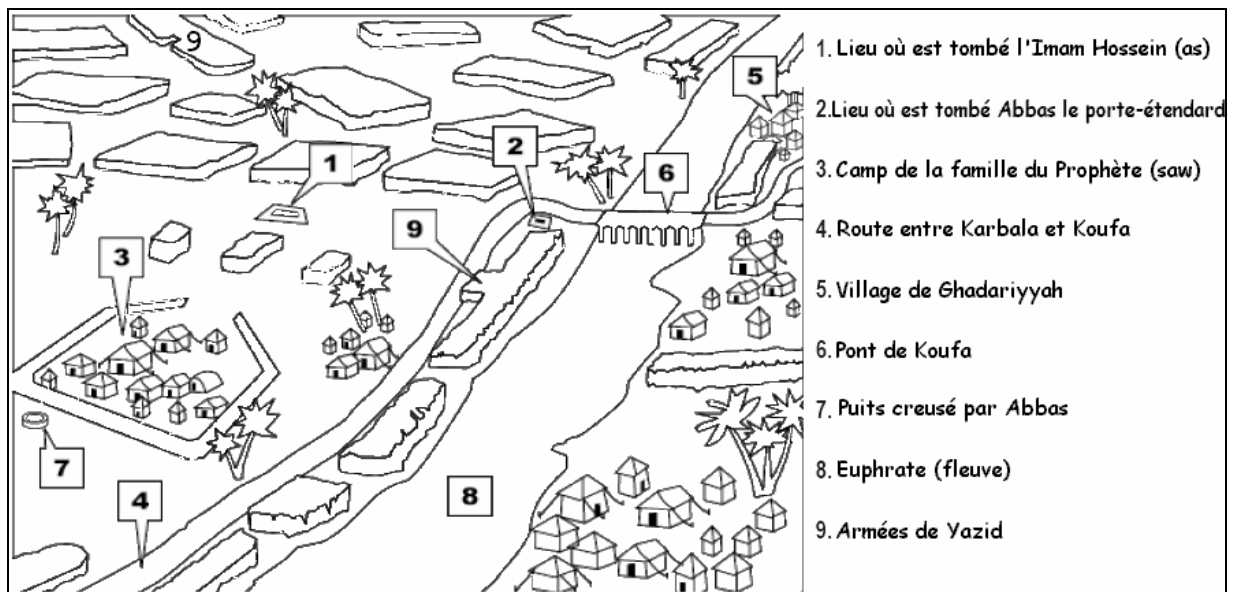 9
5
1
2
6
9
3
7
4
8
1. Lieu où est tombé l'Imam Hossein (as)
2. Lieu où est tombé Abbas le porte-étendard
3. Camp de la famille du Prophète (saw)
4. Route entre Karbala et Koufa
5. Village de Ghadariyyah
6. Pont de Koufa
7. Puits creusé par Abbas
8. Euphrate (fleuve)
9. Armées de Yazid